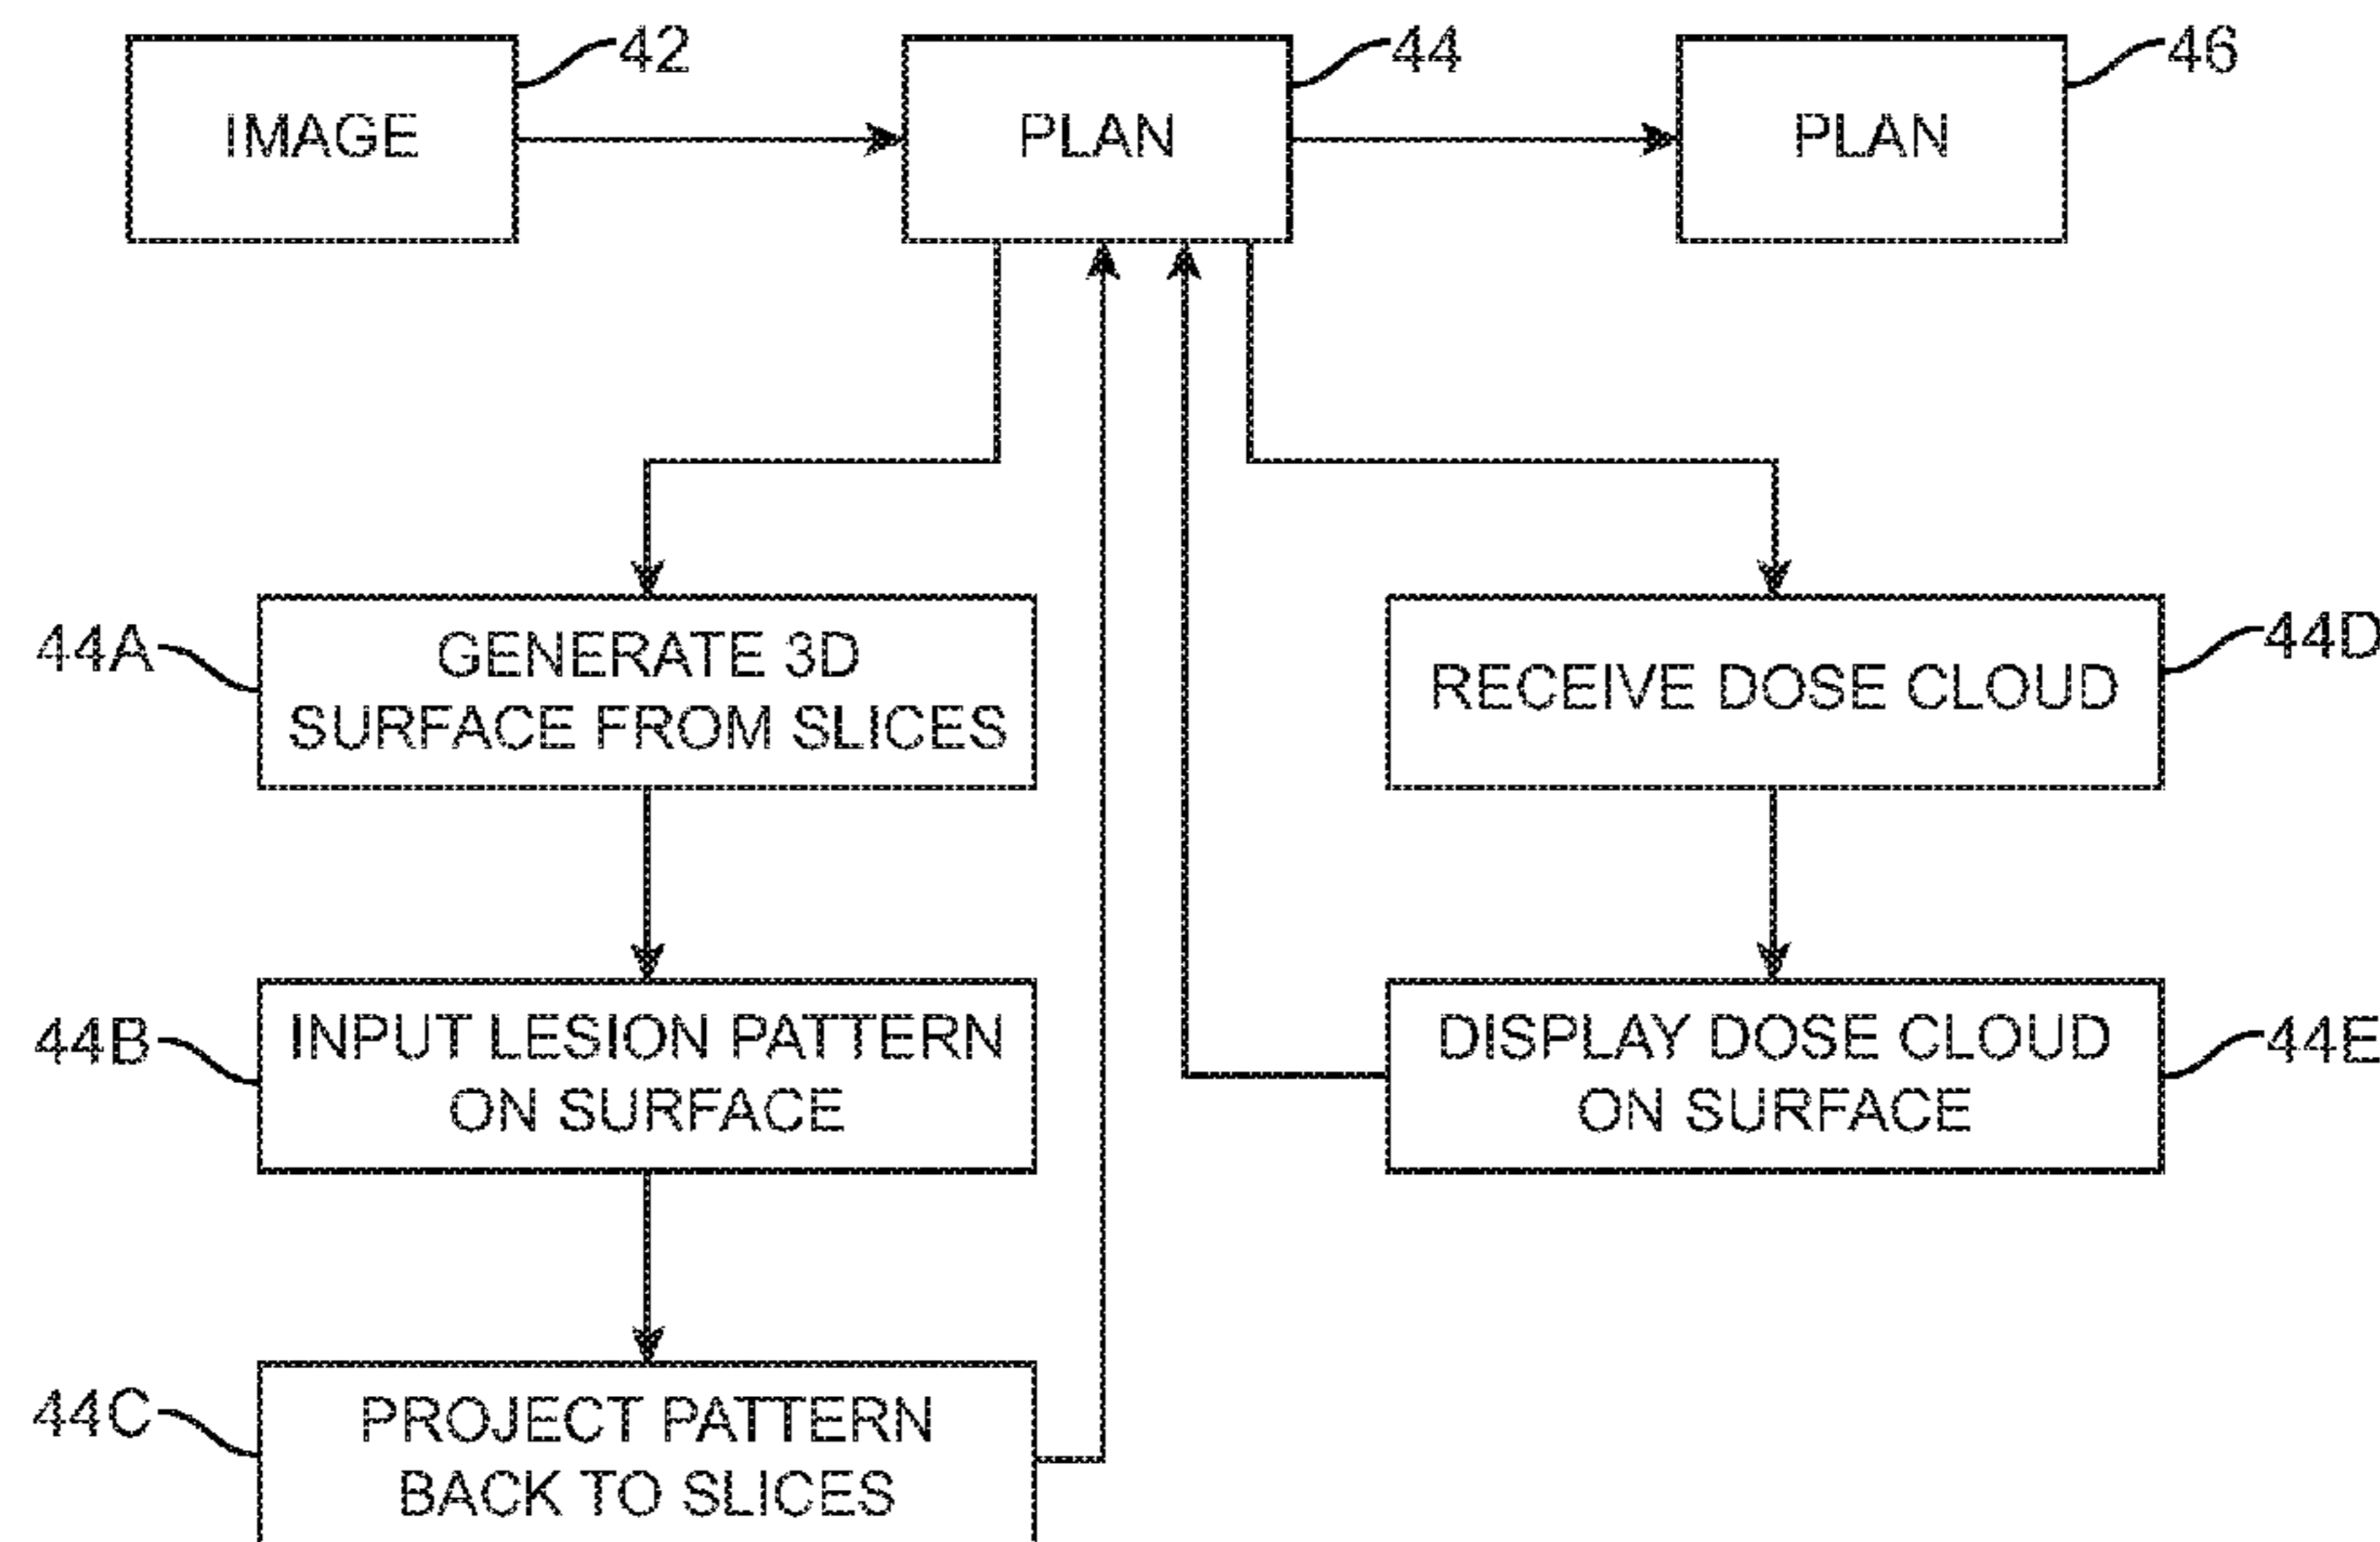 IMAGE
42
PLAN
44
PLAN
46
44A
GENERATE 3D
SURFACE FROM SLICES
RECEIVE DOSE CLOUD
44D
44B
INPUT LESION PATTERN
ON SURFACE
DISPLAY DOSE CLOUD
ON SURFACE
44E
44C
PROJECT PATTERN
BACK TO SLICES